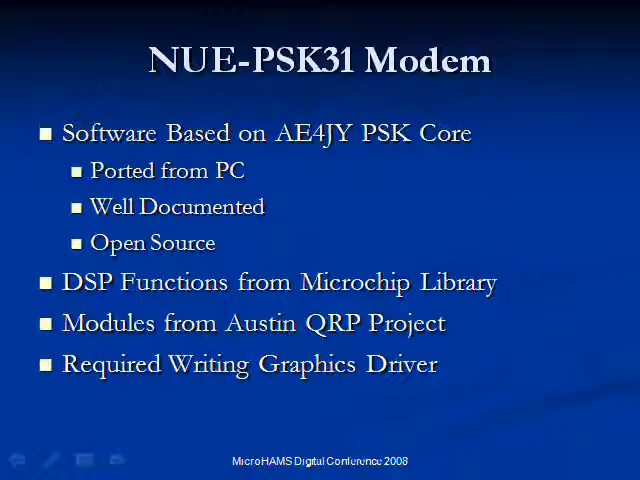 NUE-PSK31 Modem
Software Based on AE4JY PSK Core
Ported from PC
Well Documented
Open Source
DSP Functions from Microchip Library
Modules from Austin QRP Project
Required Writing Graphics Driver
MicroHAMS Digital Conference 2008